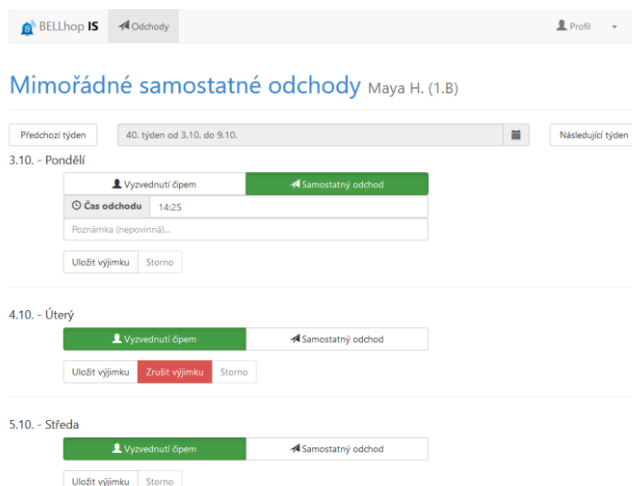 BELLhop IS Odchody Profil
Mimořádné samostatné odchody Maya H. (1.B)
Předchozí týden 40. týden od 3.10. do 9.10. Následující týden
3.10. - Pondělí
Vyzvednutí čipem Samostatný odchod
Čas odchodu 14:25
Poznámka (nepovinná)...
Uložit výjimku Storno
4.10. - Úterý
Vyzvednutí čipem Samostatný odchod
Uložit výjimku Zrušit výjimku Storno
5.10. - Středa
Vyzvednutí čipem Samostatný odchod
Uložit výjimku Storno